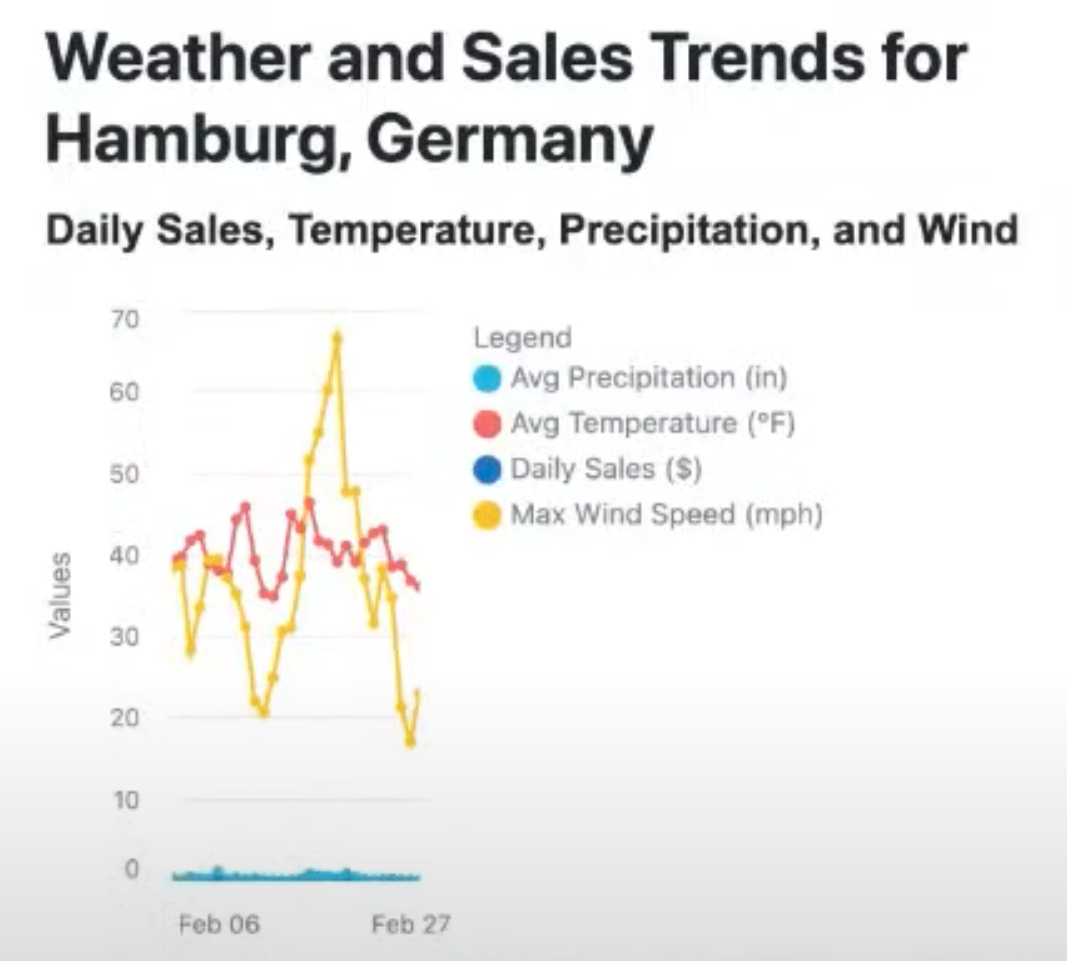 Weather and Sales Trends for
Hamburg, Germany
Daily Sales, Temperature, Precipitation, and Wind
70
60
50
40
30
20
10
0
Values
Feb 06
Feb 27
Legend
Avg Precipitation (in)
Avg Temperature (°F)
Daily Sales ($)
Max Wind Speed (mph)